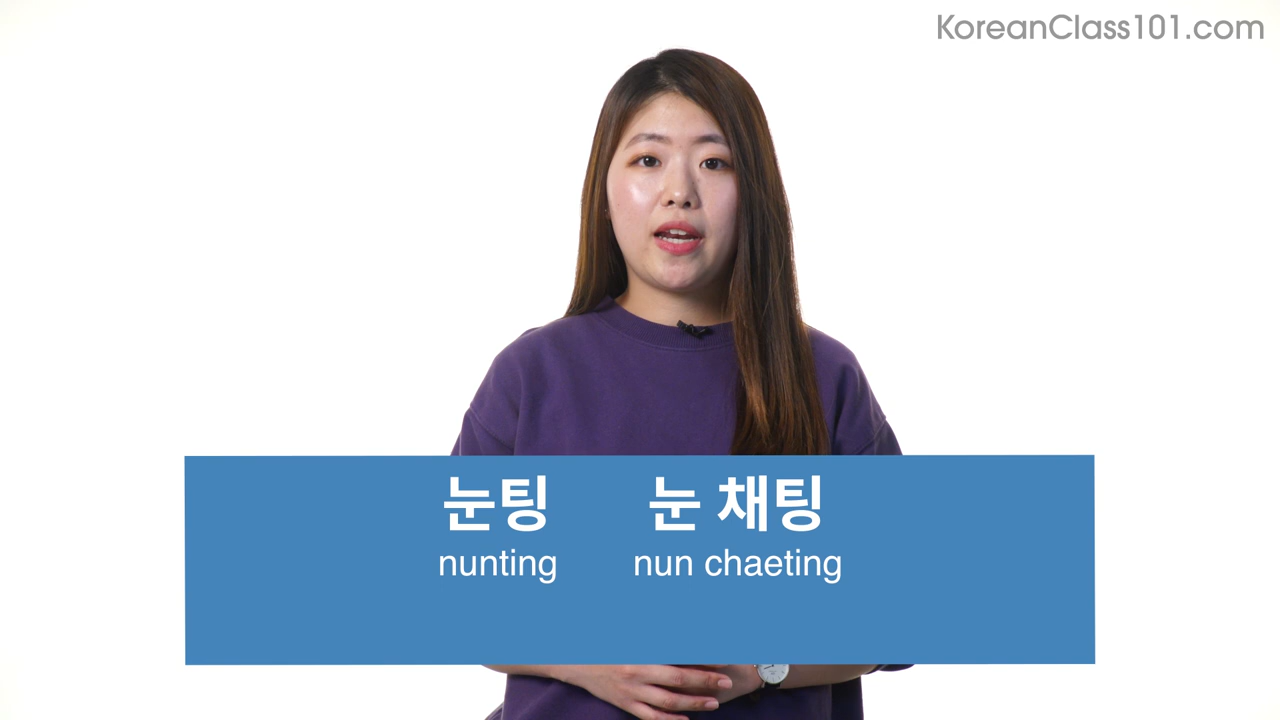 KoreanClass101.com
눈팅 눈 채팅
nunting nun chaeting